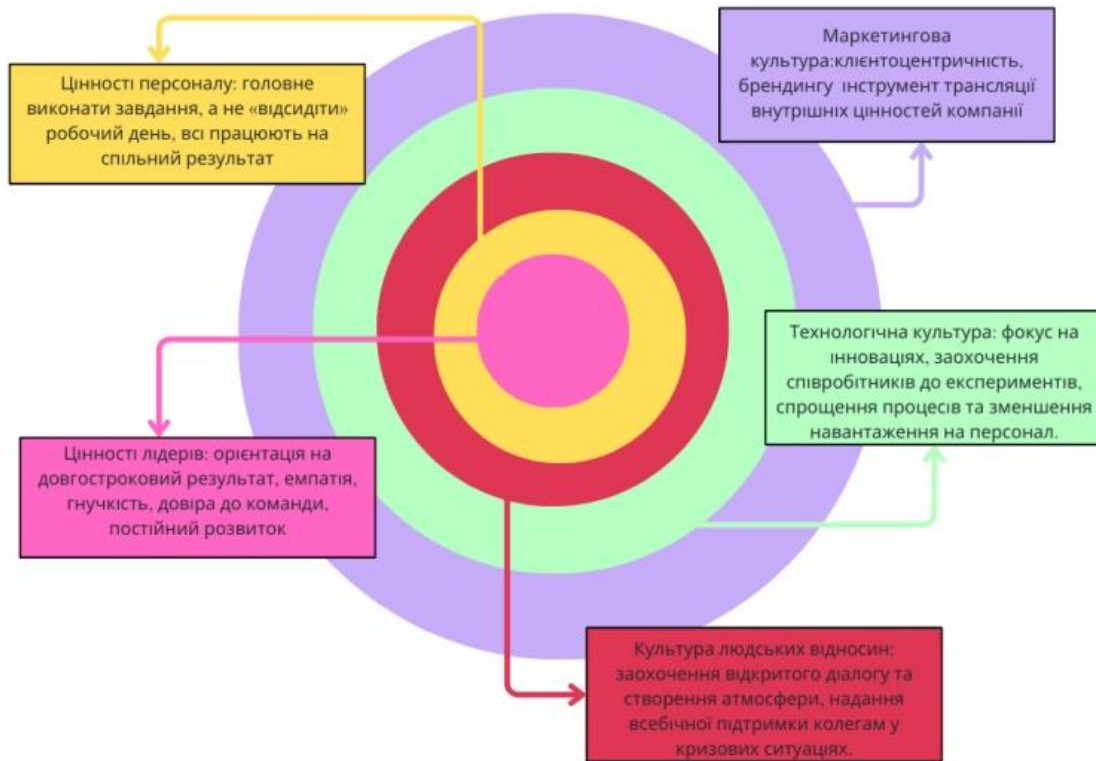 Цінності персоналу: головне
виконати завдання, а не «відсидіти»
робочий день, всі працюють на
спільний результат
Маркетингова
культура:клієнтоцентричність,
брендингу інструмент трансляції
внутрішніх цінностей компанії
Цінності лідерів: орієнтація на
довгостроковий результат, емпатія,
гнучкість, довіра до команди,
постійний розвиток
Технологічна культура: фокус на
інноваціях, заохочення
співробітників до експериментів,
спрощення процесів та зменшення
навантаження на персонал.
Культура людських відносин:
заохочення відкритого діалогу та
створення атмосфери, надання
всебічної підтримки колегам у
кризових ситуаціях.